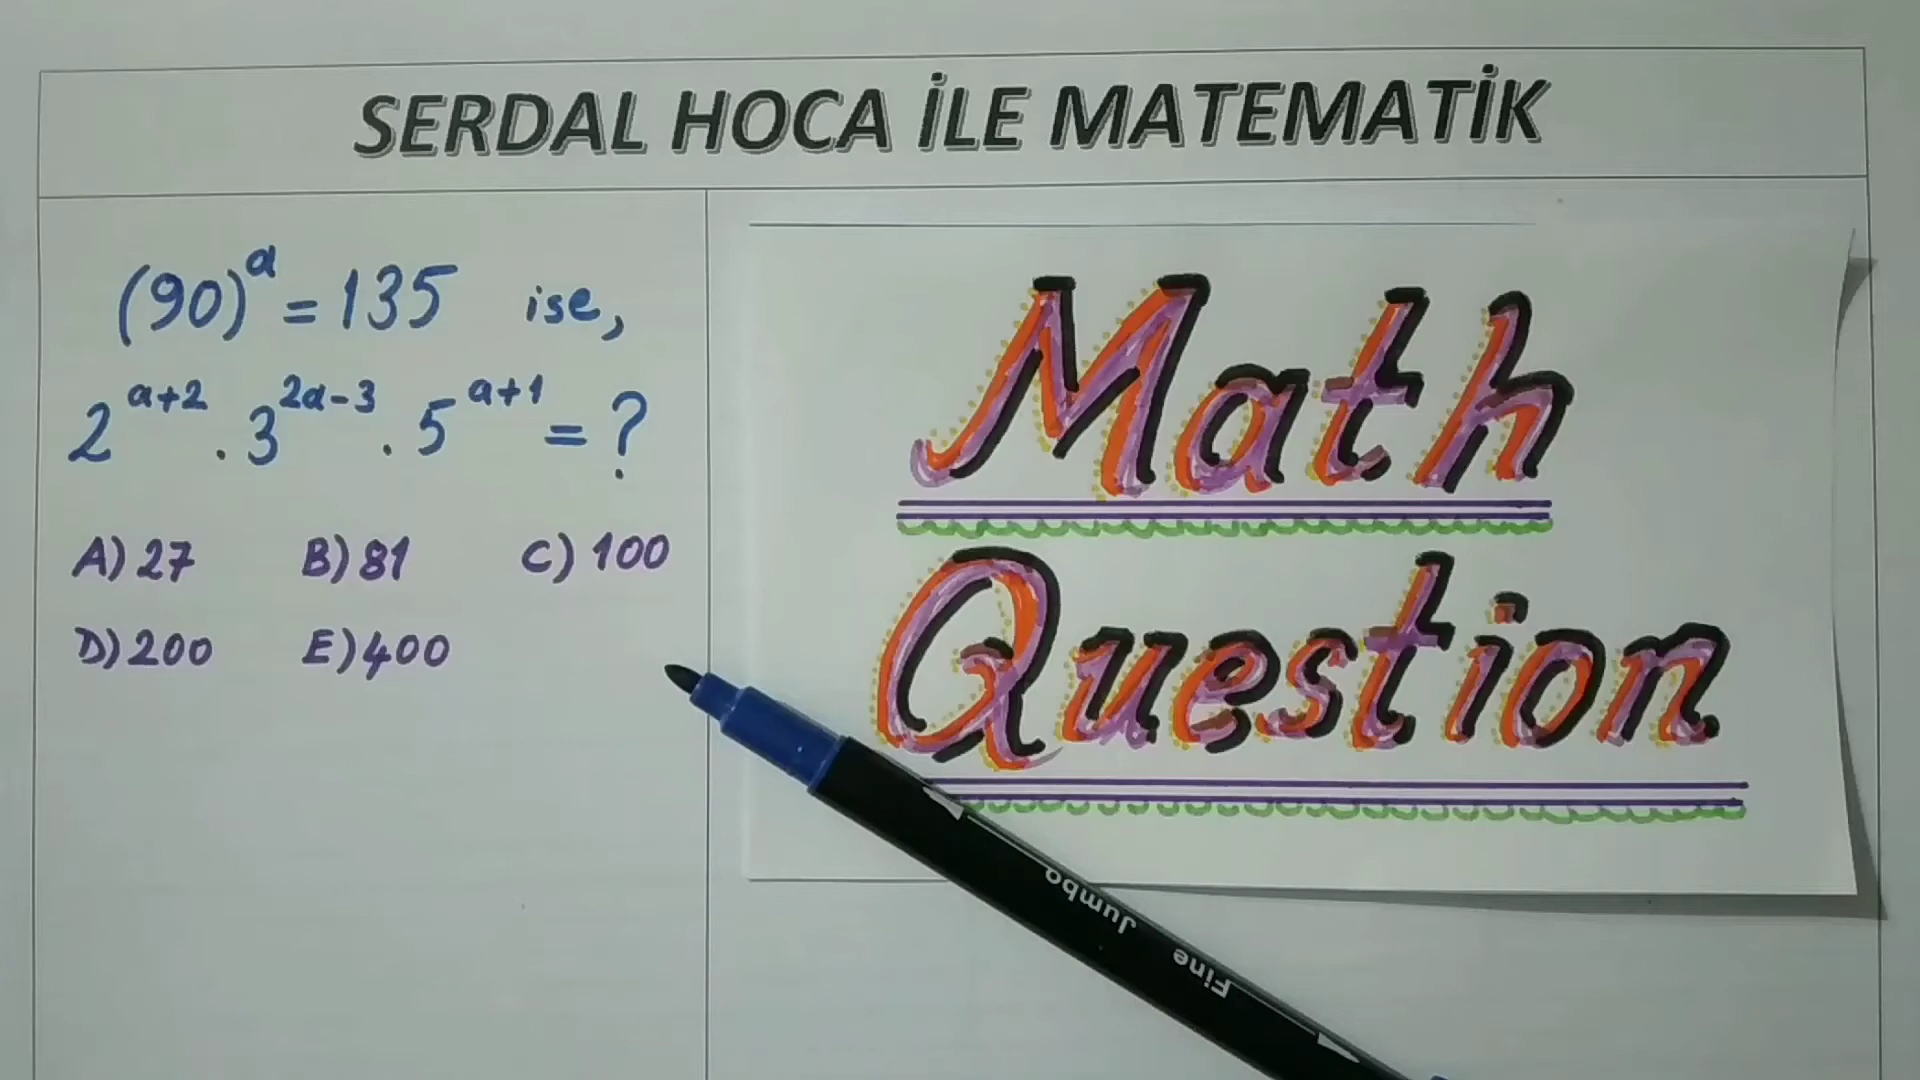 SERDAL HOCA İLE MATEMATİK
(90)^a = 135 ise,
2^(a+2) . 3^(2a-3) . 5^(a+1) = ?
A) 27 B) 81 C) 100
D) 200 E) 400
Math
Question
Fine Jumbo